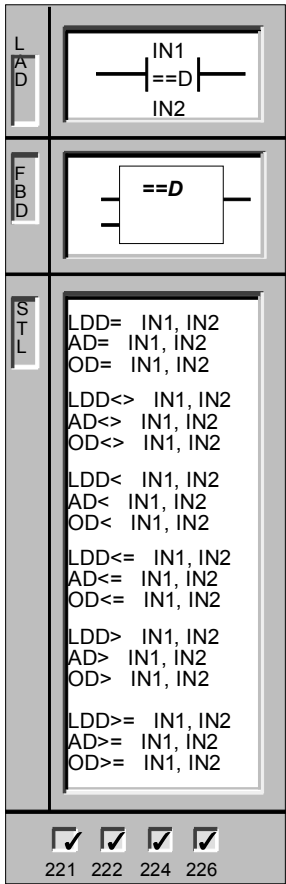 LAD
IN1
==D
IN2
FBD
==D
STL
LDD= IN1, IN2
AD= IN1, IN2
OD= IN1, IN2
LDD<> IN1, IN2
AD<> IN1, IN2
OD<> IN1, IN2
LDD< IN1, IN2
AD< IN1, IN2
OD< IN1, IN2
LDD<= IN1, IN2
AD<= IN1, IN2
OD<= IN1, IN2
LDD> IN1, IN2
AD> IN1, IN2
OD> IN1, IN2
LDD>= IN1, IN2
AD>= IN1, IN2
OD>= IN1, IN2
221 222 224 226